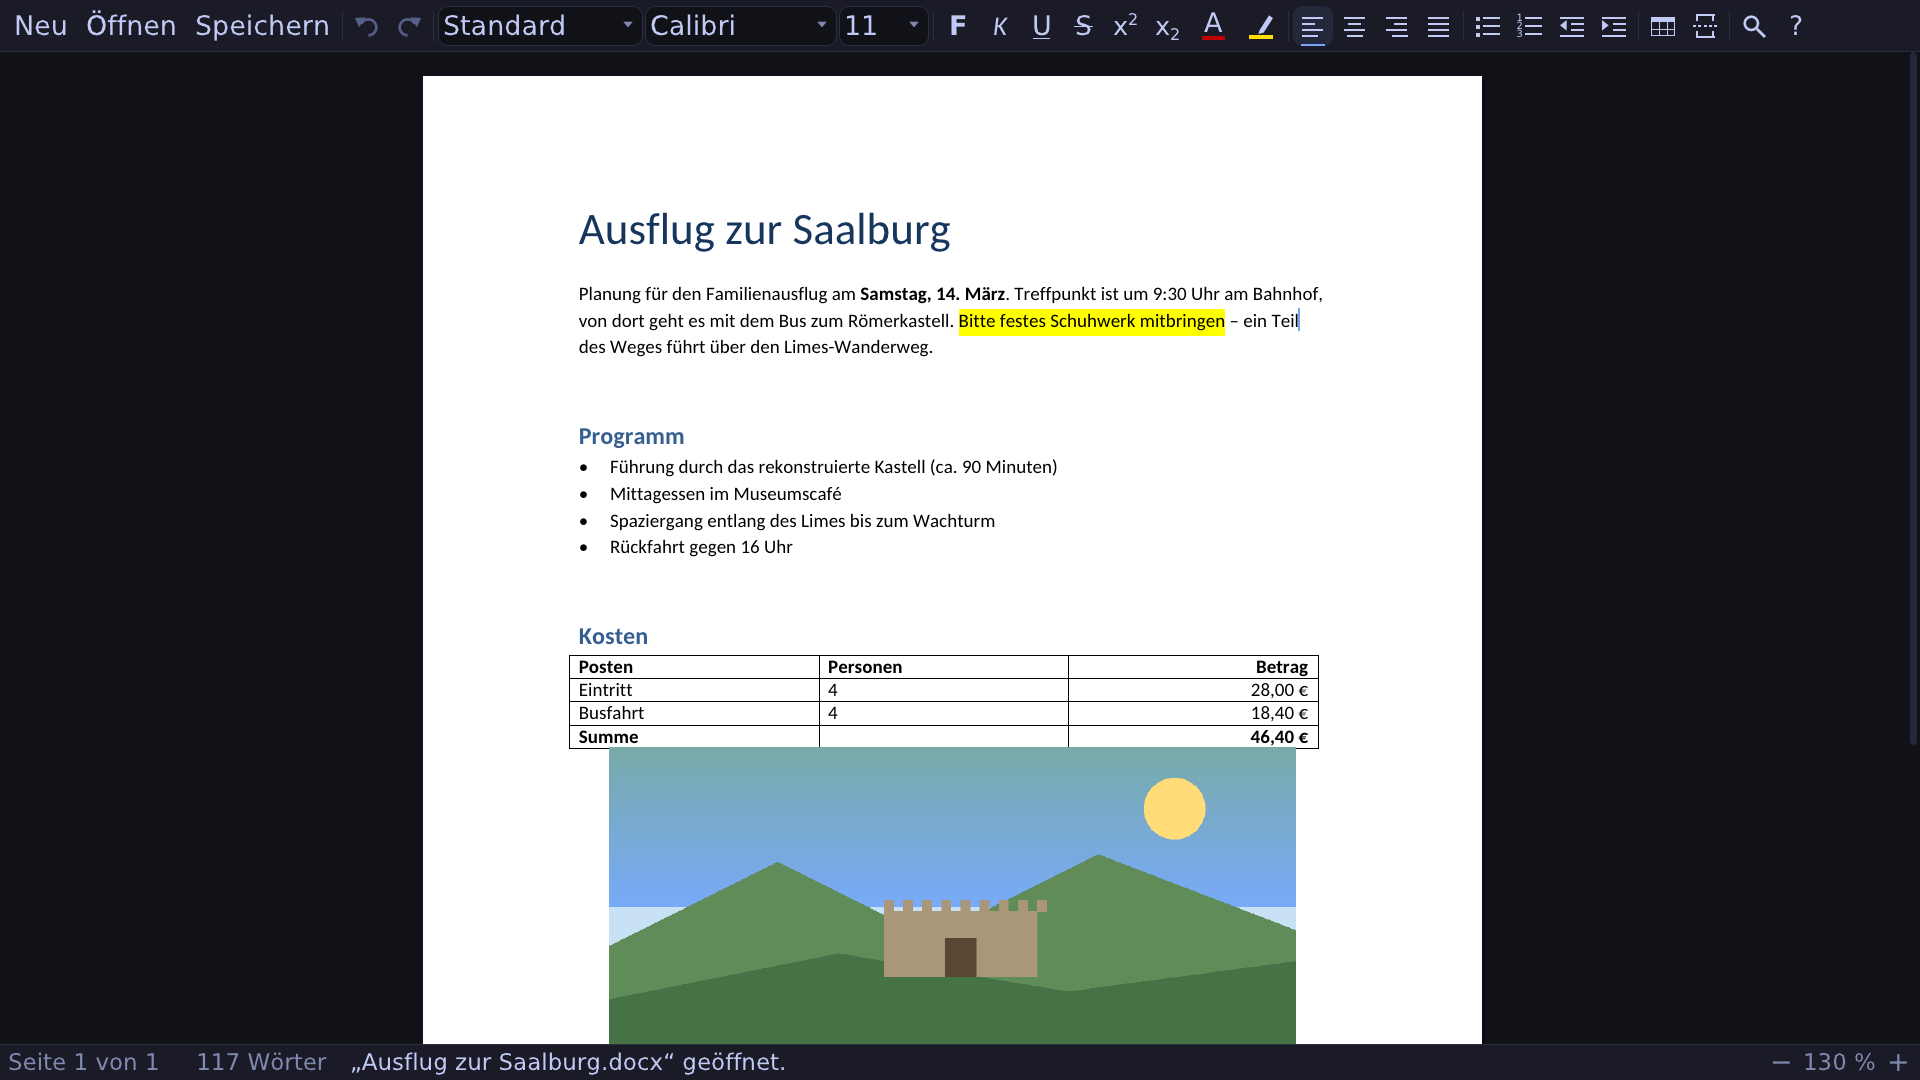 Neu Öffnen Speichern Standard Calibri 11 F K U S x² x₂ A ?
Ausflug zur Saalburg
Planung für den Familienausflug am Samstag, 14. März. Treffpunkt ist um 9:30 Uhr am Bahnhof,
von dort geht es mit dem Bus zum Römerkastell. Bitte festes Schuhwerk mitbringen – ein Teil
des Weges führt über den Limes-Wanderweg.
Programm
• Führung durch das rekonstruierte Kastell (ca. 90 Minuten)
• Mittagessen im Museumscafé
• Spaziergang entlang des Limes bis zum Wachturm
• Rückfahrt gegen 16 Uhr
Kosten
Posten Personen Betrag
Eintritt 4 28,00 €
Busfahrt 4 18,40 €
Summe 46,40 €
Seite 1 von 1 117 Wörter „Ausflug zur Saalburg.docx“ geöffnet. − 130 % +